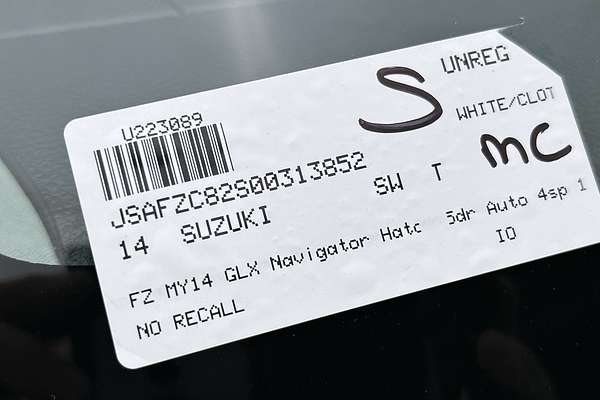 U223089
S UNREG
WHITE/CLOT
JSAFZC82S00313852
mc
14 SUZUKI SW T
FZ MY14 GLX Navigator Hatc 5dr Auto 4sp 1
NO RECALL IO